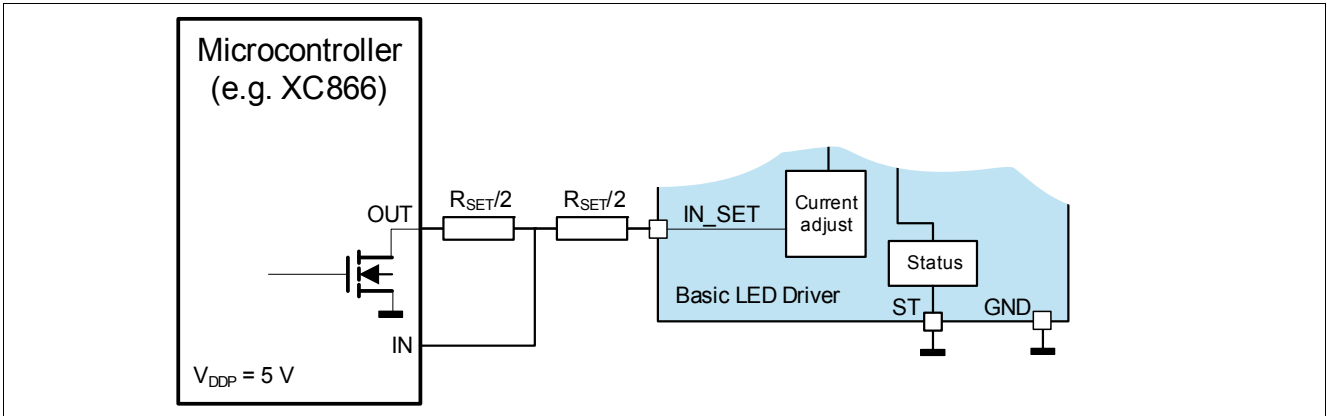 Microcontroller
(e.g. XC866)
OUT
R_SET/2
R_SET/2
IN_SET
Current
adjust
Status
Basic LED Driver
ST
GND
IN
V_DDP = 5 V